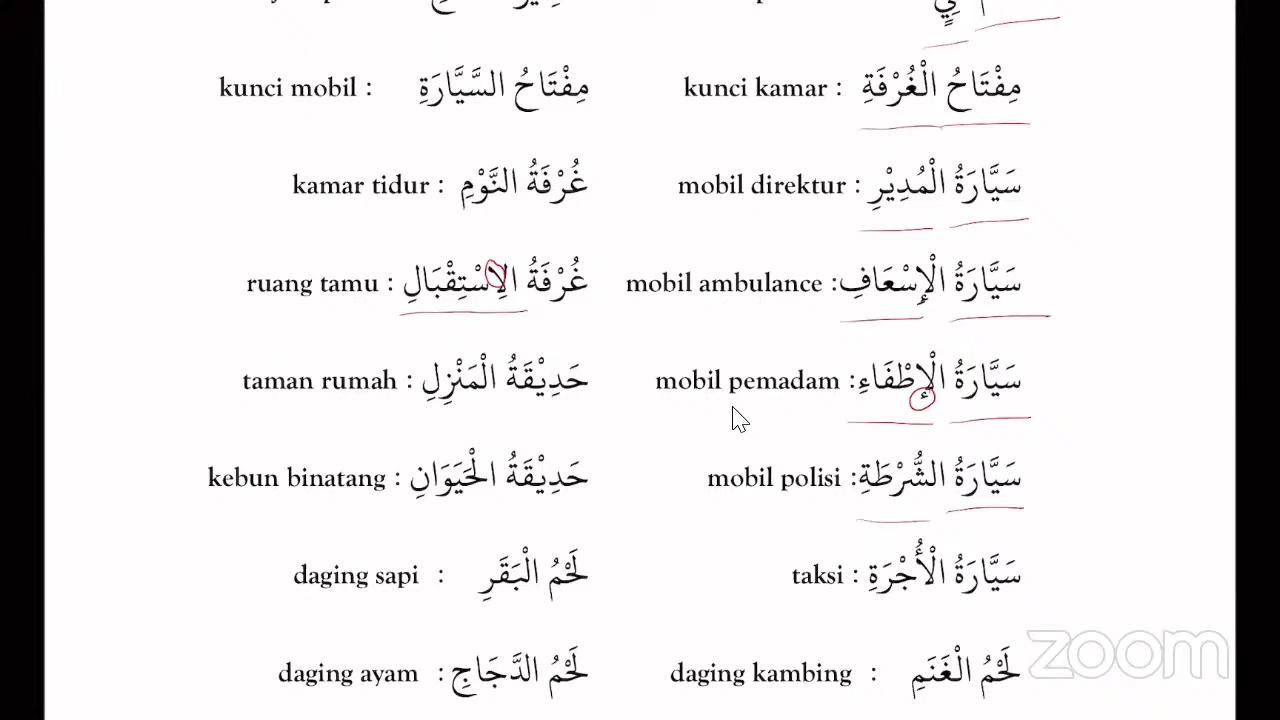 مِفْتَاحُ الْغُرْفَةِ : kunci kamar مِفْتَاحُ السَّيَّارَةِ : kunci mobil
سَيَّارَةُ الْمُدِيْرِ : mobil direktur غُرْفَةُ النَّوْمِ : kamar tidur
سَيَّارَةُ الْإِسْعَافِ: mobil ambulance غُرْفَةُ الِاسْتِقْبَالِ : ruang tamu
سَيَّارَةُ الْإِطْفَاءِ: mobil pemadam حَدِيْقَةُ الْمَنْزِلِ : taman rumah
سَيَّارَةُ الشُّرْطَةِ: mobil polisi حَدِيْقَةُ الْحَيَوَانِ : kebun binatang
سَيَّارَةُ الْأُجْرَةِ : taksi لَحْمُ الْبَقَرِ : daging sapi
لَحْمُ الْغَنَمِ : daging kambing لَحْمُ الدَّجَاجِ : daging ayam
zoom